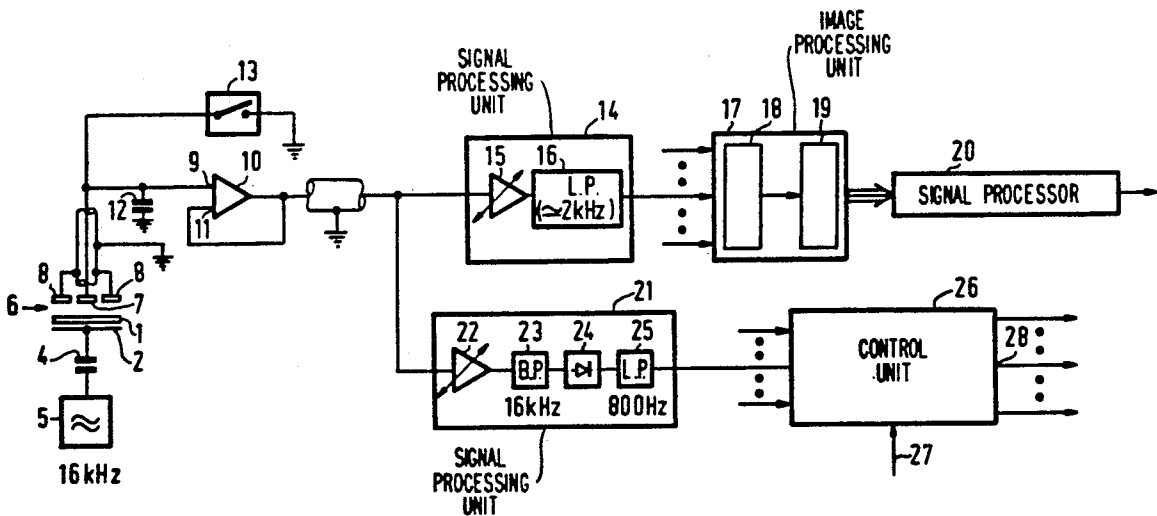 IMAGE
PROCESSING
UNIT
SIGNAL
PROCESSING
UNIT
13
14
17
18
19
9
10
15
16
L.P.
(≃2kHz)
20
SIGNAL PROCESSOR
12
11
8
8
6
7
1
2
4
5
16kHz
21
22
23
24
25
B.P.
L.P.
16kHz
800Hz
SIGNAL
PROCESSING
UNIT
26
CONTROL
UNIT
28
27